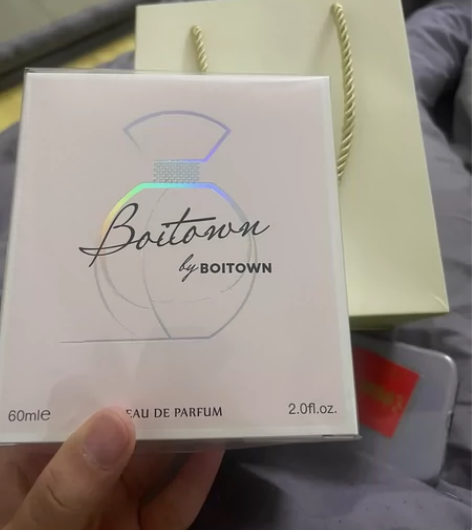 Boitown
by BOITOWN
60ml℮
EAU DE PARFUM
2.0fl.oz.